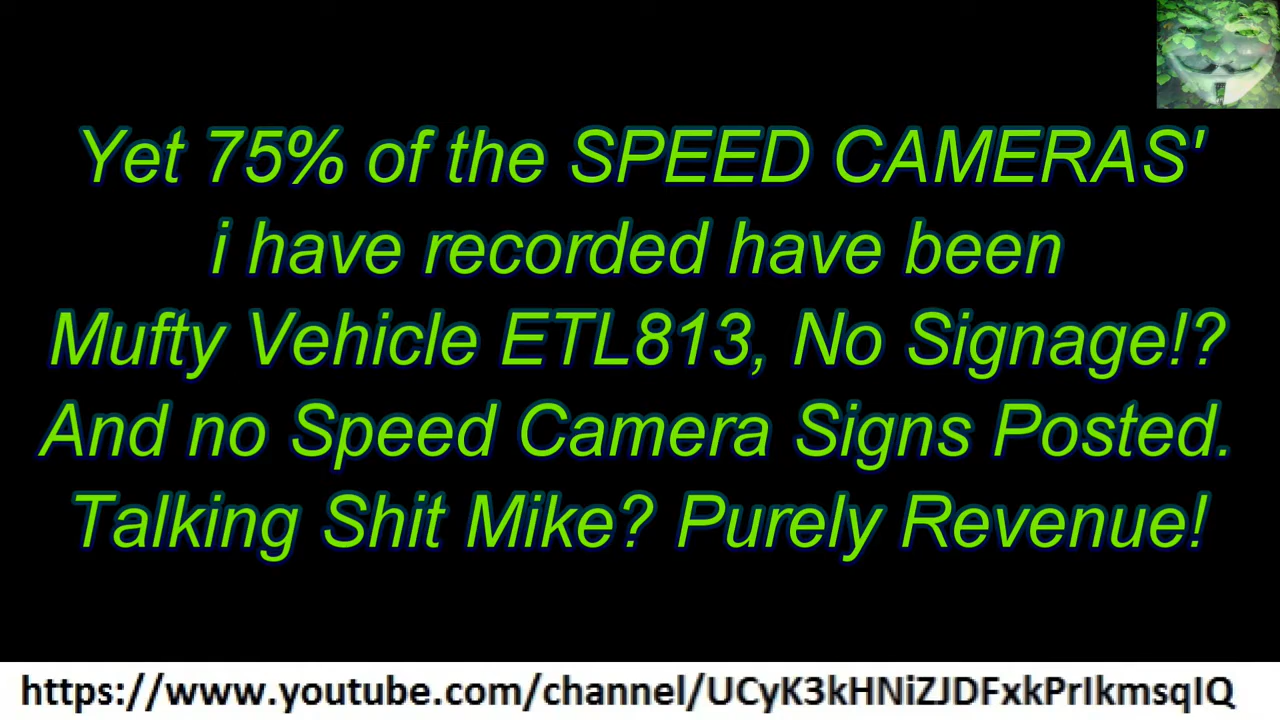 Yet 75% of the SPEED CAMERAS'
i have recorded have been
Mufty Vehicle ETL813, No Signage!?
And no Speed Camera Signs Posted.
Talking Shit Mike? Purely Revenue!
https://www.youtube.com/channel/UCyK3kHNiZJDFxkPrIkmsqIQ